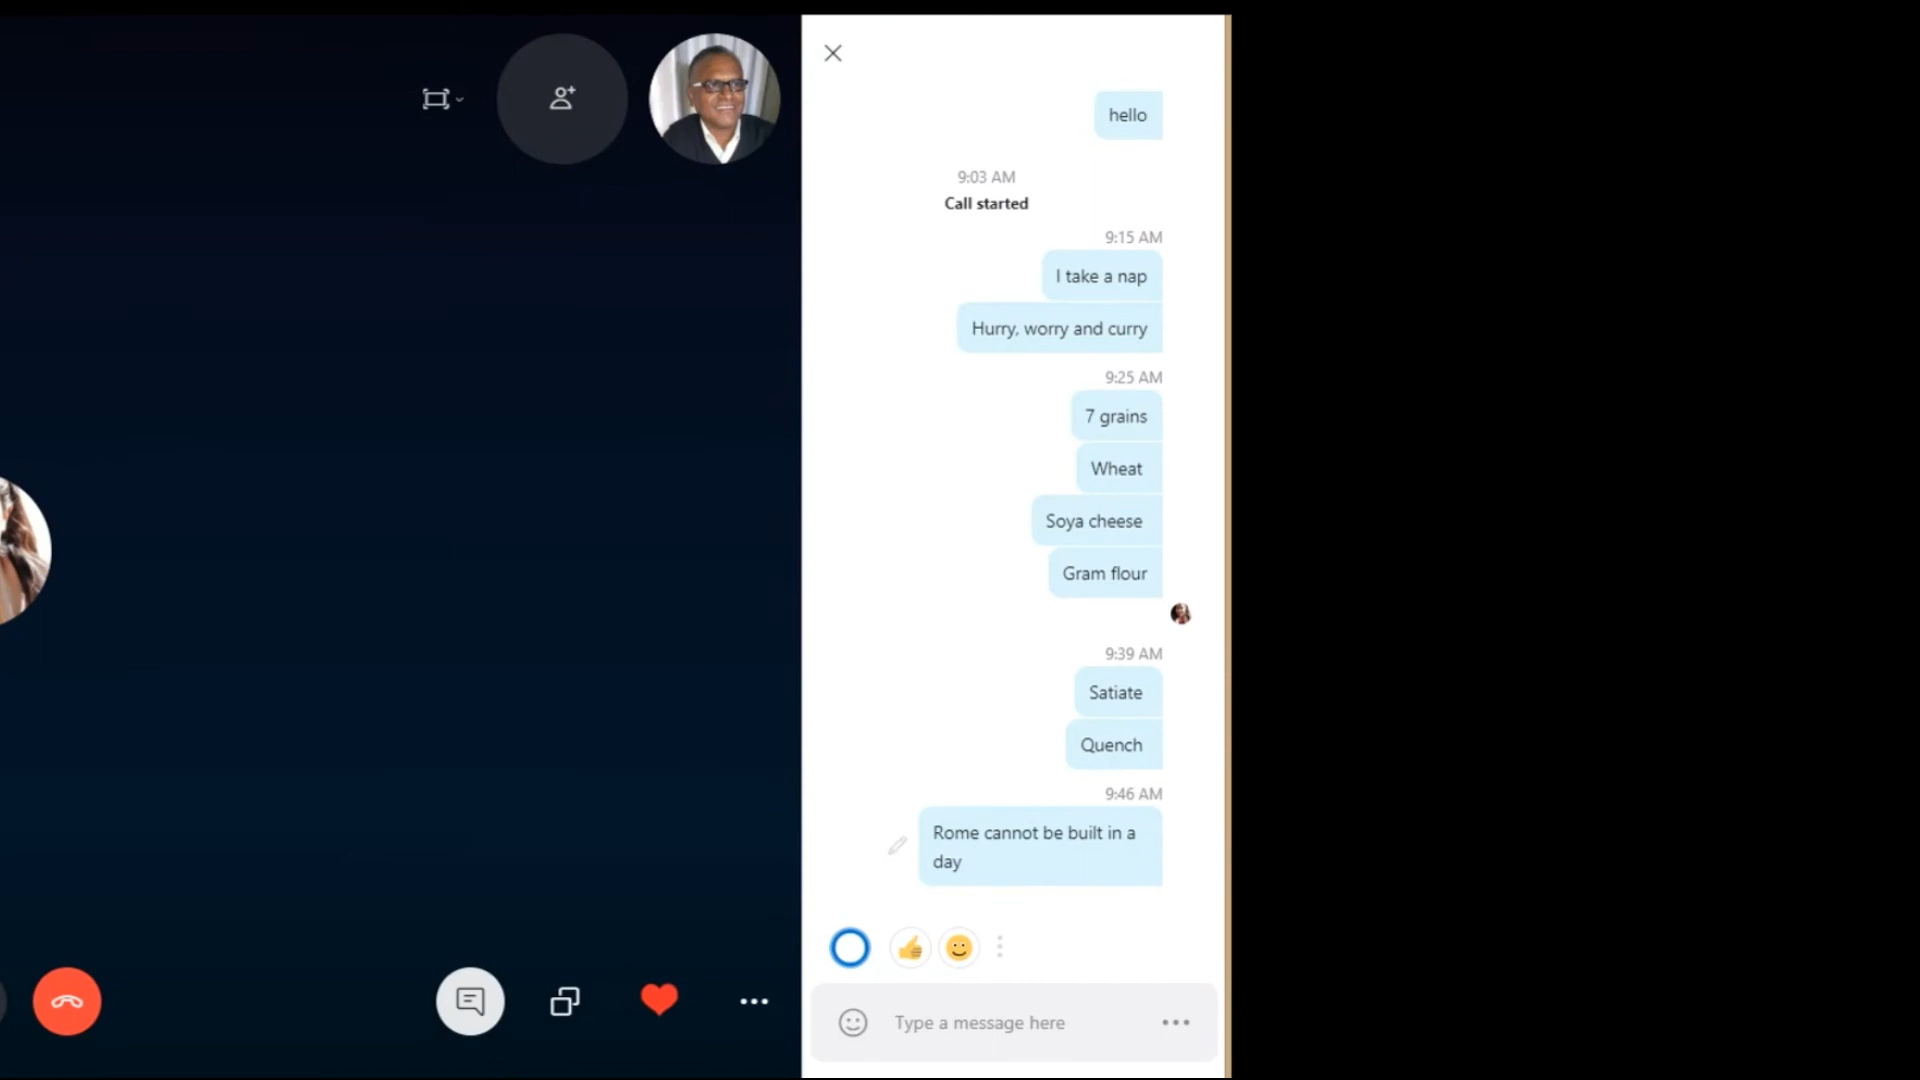 hello
9:03 AM
Call started
9:15 AM
I take a nap
Hurry, worry and curry
9:25 AM
7 grains
Wheat
Soya cheese
Gram flour
9:39 AM
Satiate
Quench
9:46 AM
Rome cannot be built in a
day
Type a message here